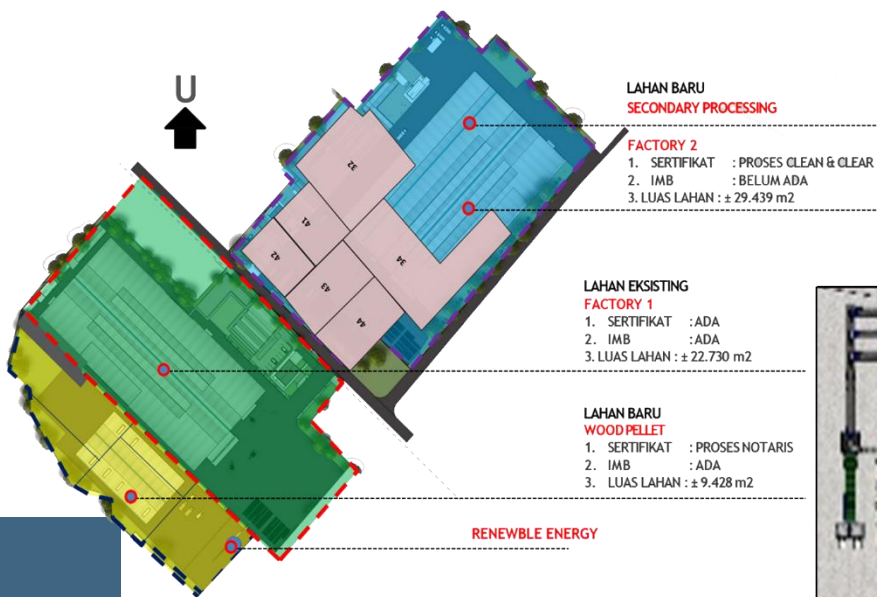 U
32
41
42
34
43
44
LAHAN BARU
SECONDARY PROCESSING
FACTORY 2
1. SERTIFIKAT : PROSES CLEAN & CLEAR
2. IMB : BELUM ADA
3. LUAS LAHAN : ± 29.439 m2
LAHAN EKSISTING
FACTORY 1
1. SERTIFIKAT : ADA
2. IMB : ADA
3. LUAS LAHAN : ± 22.730 m2
LAHAN BARU
WOOD PELLET
1. SERTIFIKAT : PROSES NOTARIS
2. IMB : ADA
3. LUAS LAHAN : ± 9.428 m2
RENEWBLE ENERGY